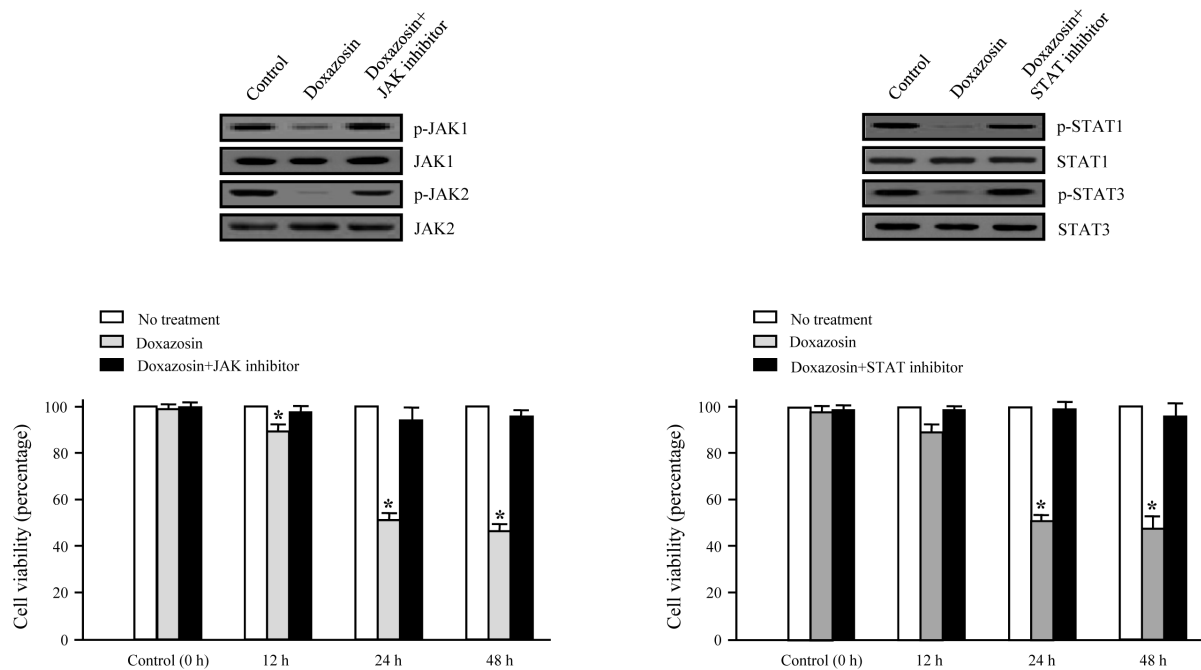 Control
Doxazosin
Doxazosin+
JAK inhibitor
p-JAK1
JAK1
p-JAK2
JAK2
Control
Doxazosin
Doxazosin+
STAT inhibitor
p-STAT1
STAT1
p-STAT3
STAT3
No treatment
Doxazosin
Doxazosin+JAK inhibitor
Cell viability (percentage)
100
80
60
40
20
0
*
*
*
Control (0 h) 12 h 24 h 48 h
No treatment
Doxazosin
Doxazosin+STAT inhibitor
Cell viability (percentage)
100
80
60
40
20
0
*
*
Control (0 h) 12 h 24 h 48 h